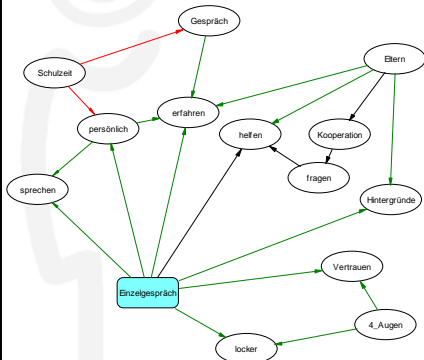 Gespräch
Eltern
Schulzeit
erfahren
persönlich
helfen
Kooperation
fragen
sprechen
Hintergründe
Vertrauen
Einzelgespräch
4_Augen
locker